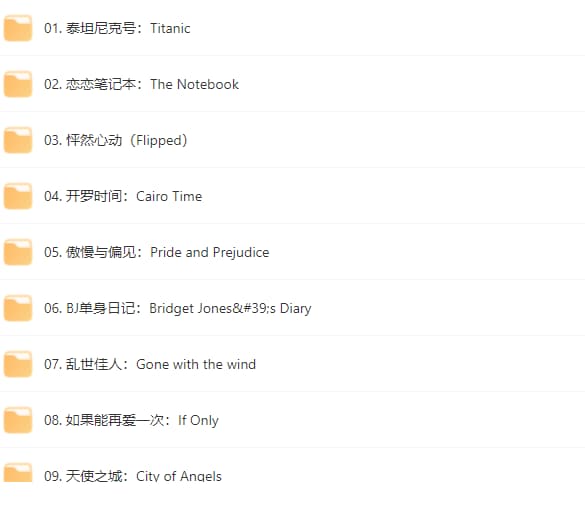 01. 泰坦尼克号：Titanic
02. 恋恋笔记本：The Notebook
03. 怦然心动（Flipped）
04. 开罗时间：Cairo Time
05. 傲慢与偏见：Pride and Prejudice
06. BJ单身日记：Bridget Jones&#39;s Diary
07. 乱世佳人：Gone with the wind
08. 如果能再爱一次：If Only
09. 天使之城：City of Angels